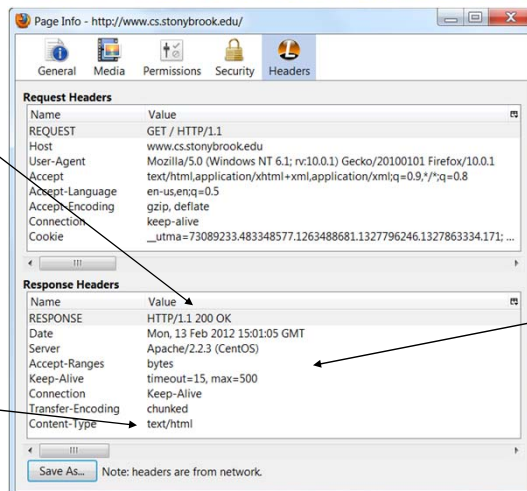 Page Info - http://www.cs.stonybrook.edu/
General Media Permissions Security Headers
Request Headers
Name Value
REQUEST GET / HTTP/1.1
Host www.cs.stonybrook.edu
User-Agent Mozilla/5.0 (Windows NT 6.1; rv:10.0.1) Gecko/20100101 Firefox/10.0.1
Accept text/html,application/xhtml+xml,application/xml;q=0.9,*/*;q=0.8
Accept-Language en-us,en;q=0.5
Accept-Encoding gzip, deflate
Connection keep-alive
Cookie __utma=73089233.483348577.1263488681.1327796246.1327863334.171; ...
Response Headers
Name Value
RESPONSE HTTP/1.1 200 OK
Date Mon, 13 Feb 2012 15:01:05 GMT
Server Apache/2.2.3 (CentOS)
Accept-Ranges bytes
Keep-Alive timeout=15, max=500
Connection Keep-Alive
Transfer-Encoding chunked
Content-Type text/html
Save As... Note: headers are from network.